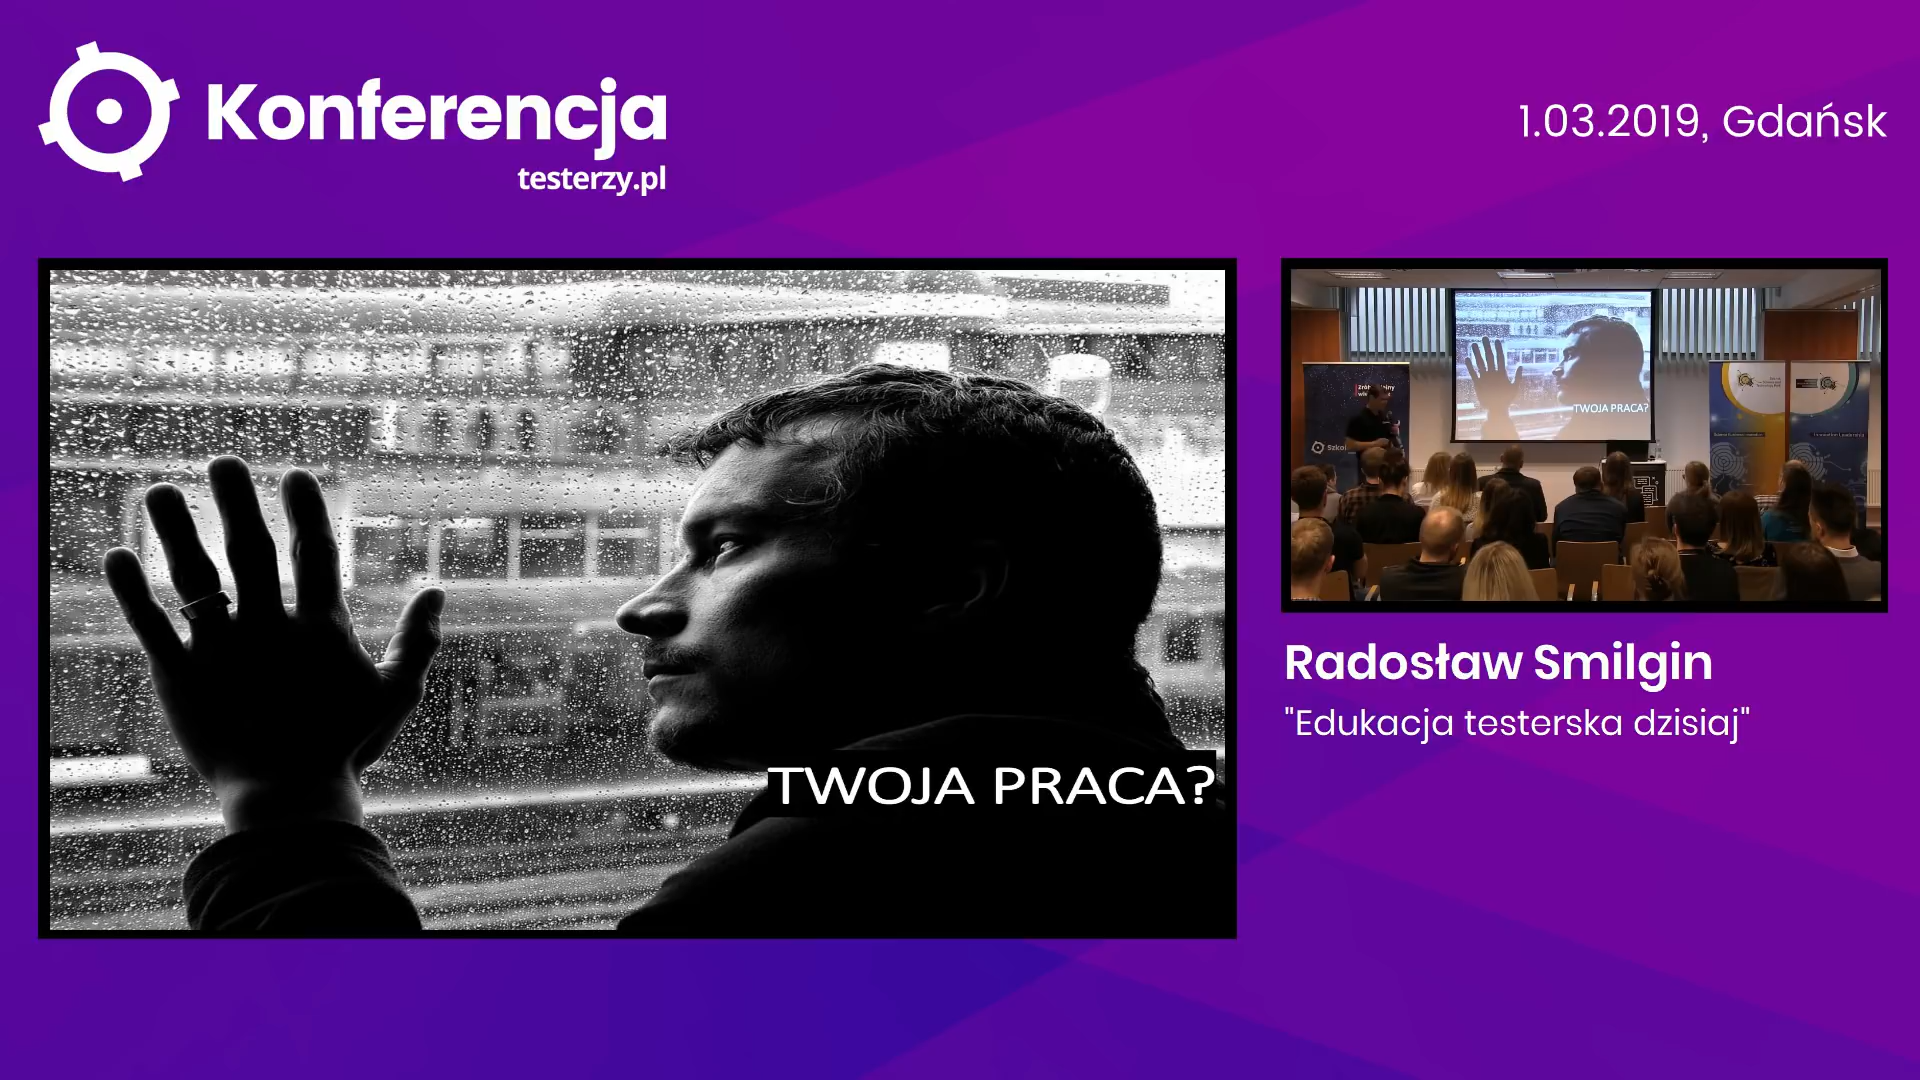 Konferencja
testerzy.pl
1.03.2019, Gdańsk
TWOJA PRACA?
TWOJA PRACA?
Radosław Smilgin
"Edukacja testerska dzisiaj"